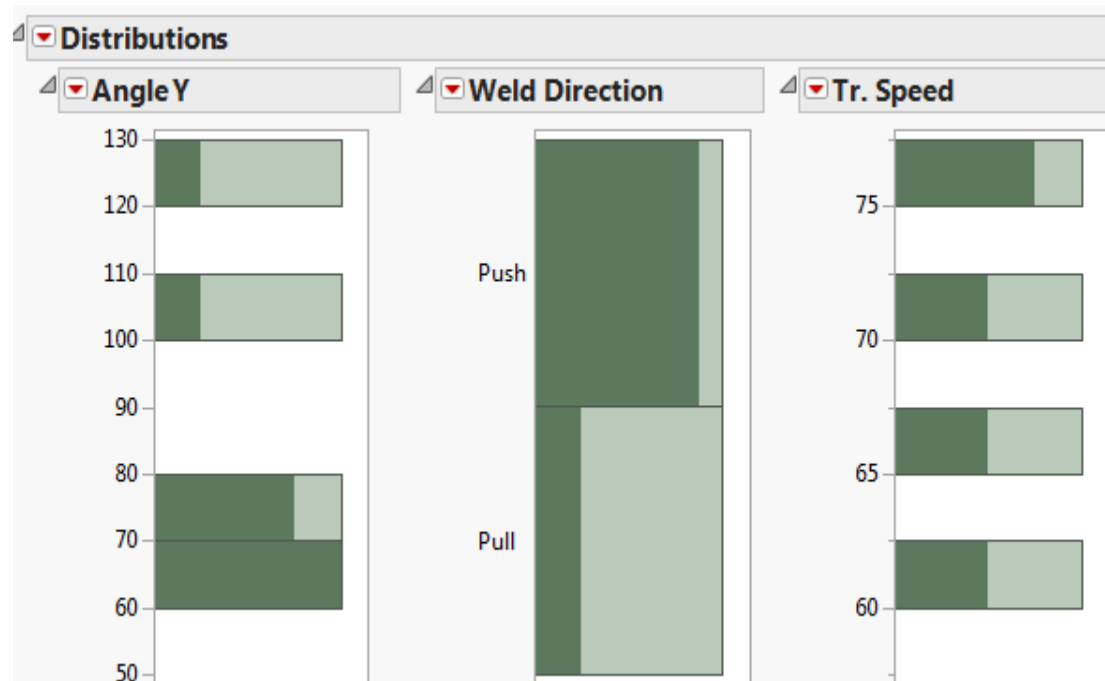 Distributions
Angle Y
Weld Direction
Tr. Speed
130
120
110
100
90
80
70
60
50
Push
Pull
75
70
65
60